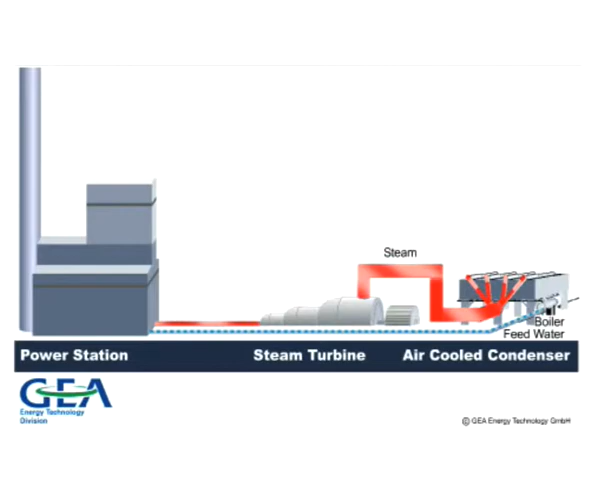 Steam
Boiler
Feed Water
Power Station
Steam Turbine
Air Cooled Condenser
GEA
Energy Technology
Division
© GEA Energy Technology GmbH